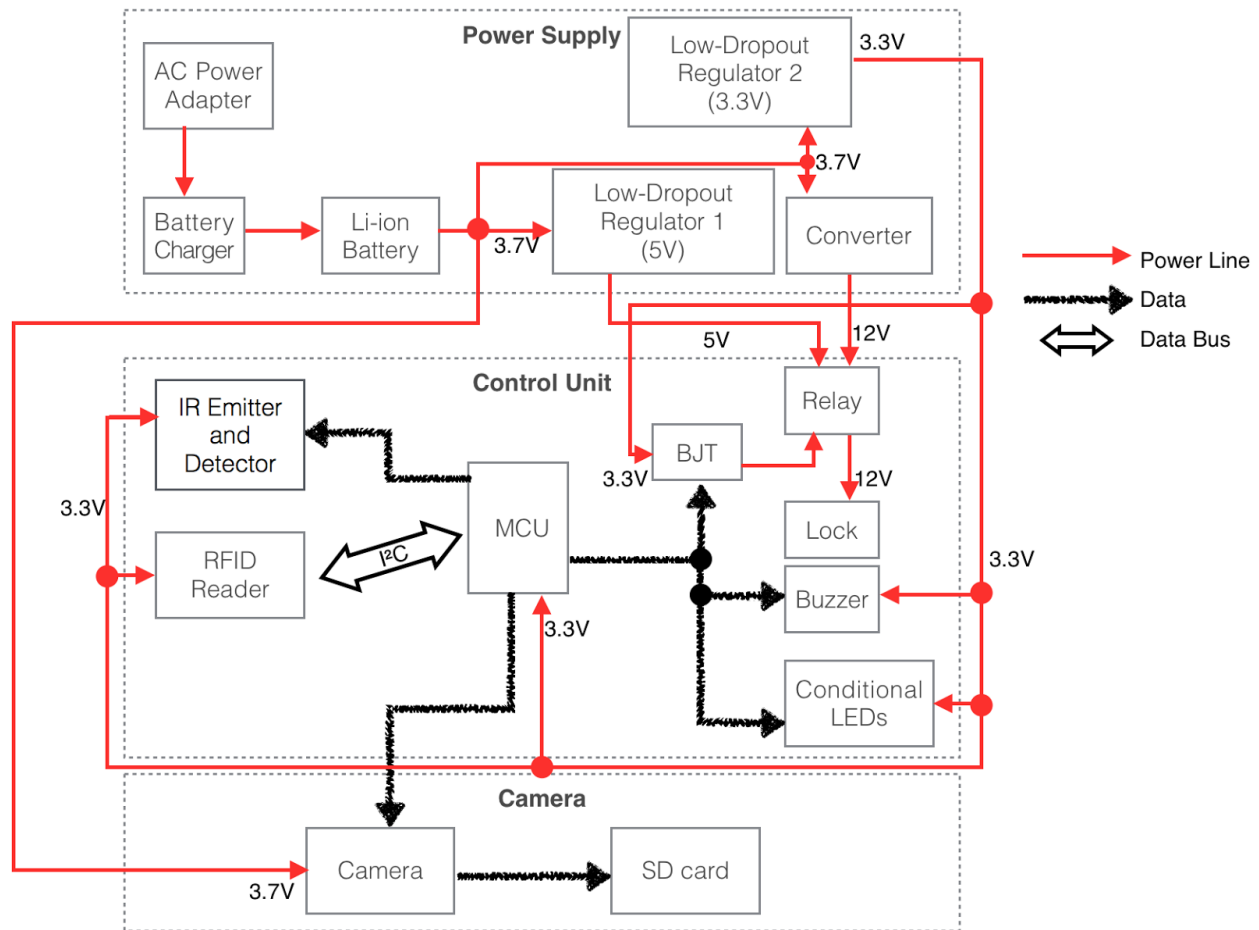 Power Supply
AC Power
Adapter
Low-Dropout
Regulator 2
(3.3V)
3.3V
3.7V
Battery
Charger
Li-ion
Battery
3.7V
Low-Dropout
Regulator 1
(5V)
Converter
Power Line
Data
Data Bus
5V
12V
Control Unit
IR Emitter
and
Detector
Relay
BJT
3.3V
12V
3.3V
MCU
Lock
I²C
RFID
Reader
3.3V
Buzzer
3.3V
Conditional
LEDs
Camera
Camera
SD card
3.7V